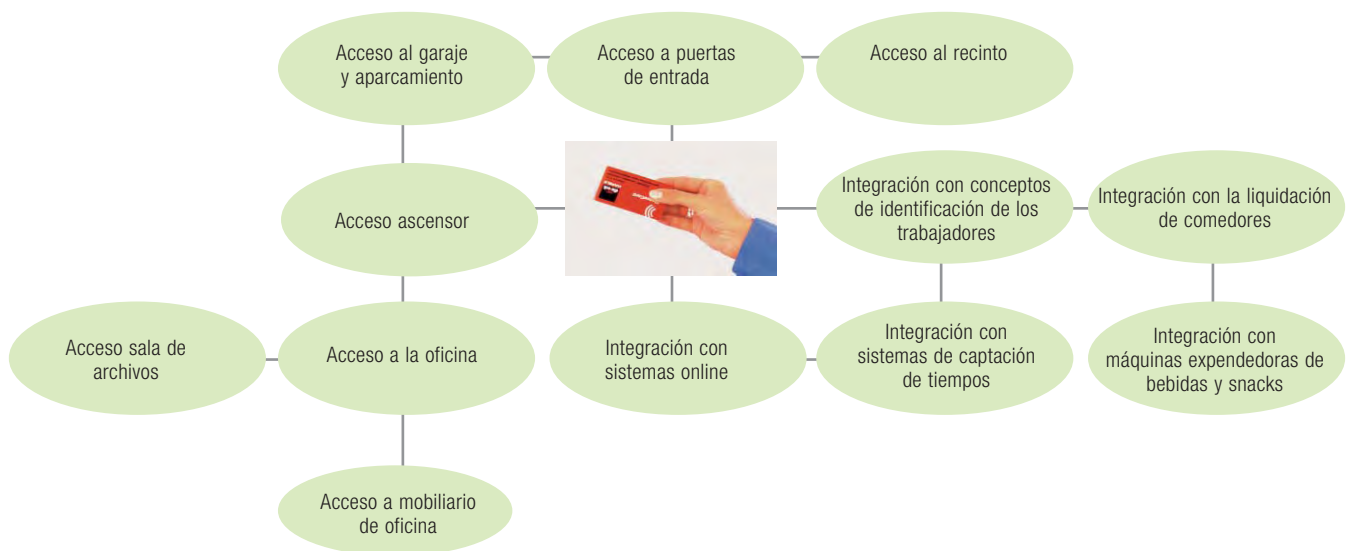 Acceso al garaje
y aparcamiento
Acceso a puertas
de entrada
Acceso al recinto
Acceso ascensor
Integración con conceptos
de identificación de los
trabajadores
Integración con la liquidación
de comedores
Acceso sala de
archivos
Acceso a la oficina
Integración con
sistemas online
Integración con
sistemas de captación
de tiempos
Integración con
máquinas expendedoras de
bebidas y snacks
Acceso a mobiliario
de oficina